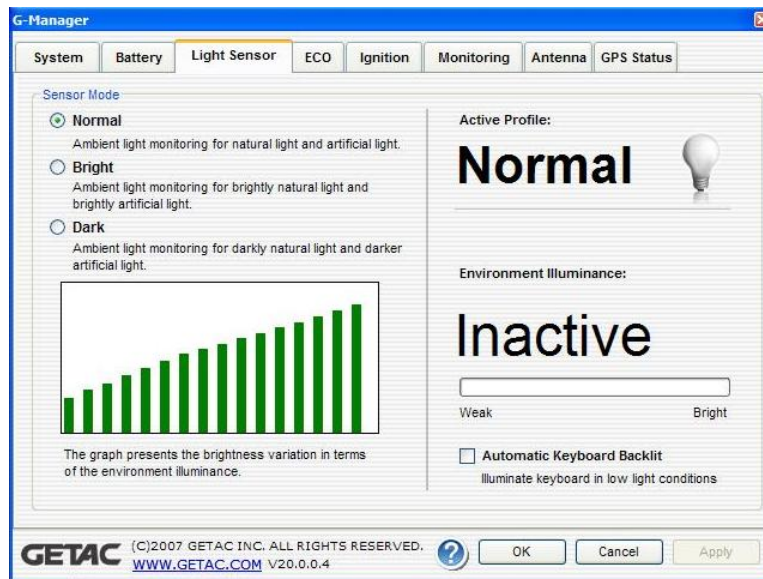 G-Manager
System Battery Light Sensor ECO Ignition Monitoring Antenna GPS Status
Sensor Mode
Normal
Ambient light monitoring for natural light and artificial light.
Bright
Ambient light monitoring for brightly natural light and
brightly artificial light.
Dark
Ambient light monitoring for darkly natural light and darker
artificial light.
The graph presents the brightness variation in terms
of the environment illuminance.
Active Profile:
Normal
Environment Illuminance:
Inactive
Weak Bright
Automatic Keyboard Backlit
Illuminate keyboard in low light conditions
GETAC
(C)2007 GETAC INC. ALL RIGHTS RESERVED.
WWW.GETAC.COM V20.0.0.4
? OK Cancel Apply